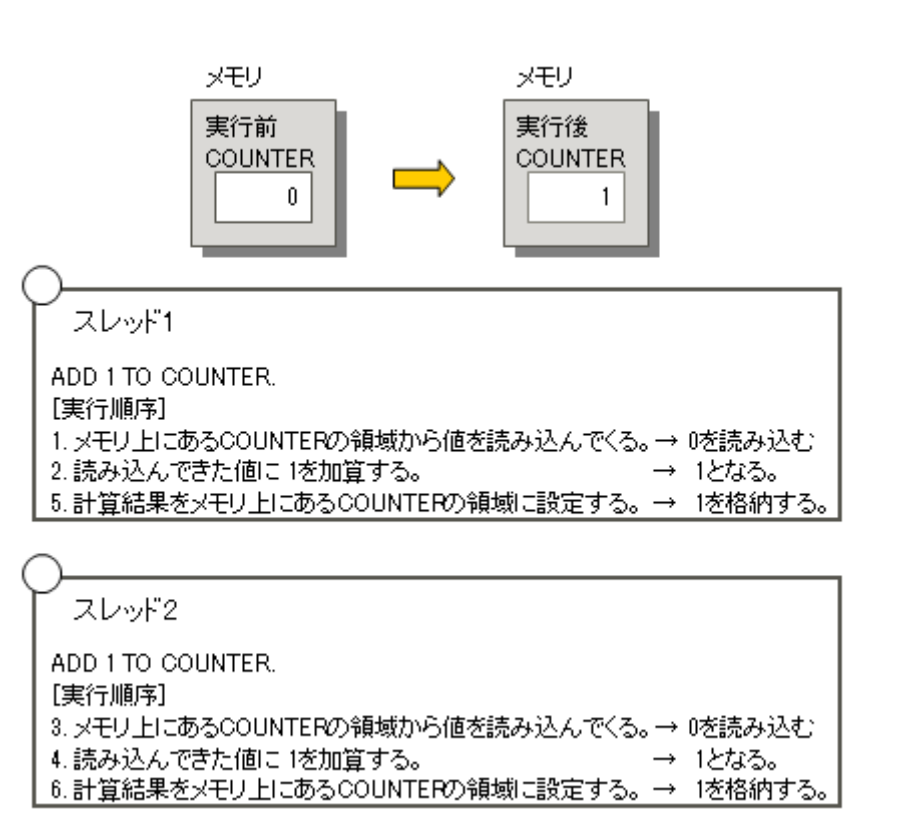 メモリ
メモリ
実行前
COUNTER
0
実行後
COUNTER
1
スレッド1
ADD 1 TO COUNTER.
[実行順序]
1. メモリ上にあるCOUNTERの領域から値を読み込んでくる。→ 0を読み込む
2. 読み込んできた値に 1を加算する。 → 1となる。
5. 計算結果をメモリ上にあるCOUNTERの領域に設定する。→ 1を格納する。
スレッド2
ADD 1 TO COUNTER.
[実行順序]
3. メモリ上にあるCOUNTERの領域から値を読み込んでくる。→ 0を読み込む
4. 読み込んできた値に 1を加算する。 → 1となる。
6. 計算結果をメモリ上にあるCOUNTERの領域に設定する。→ 1を格納する。